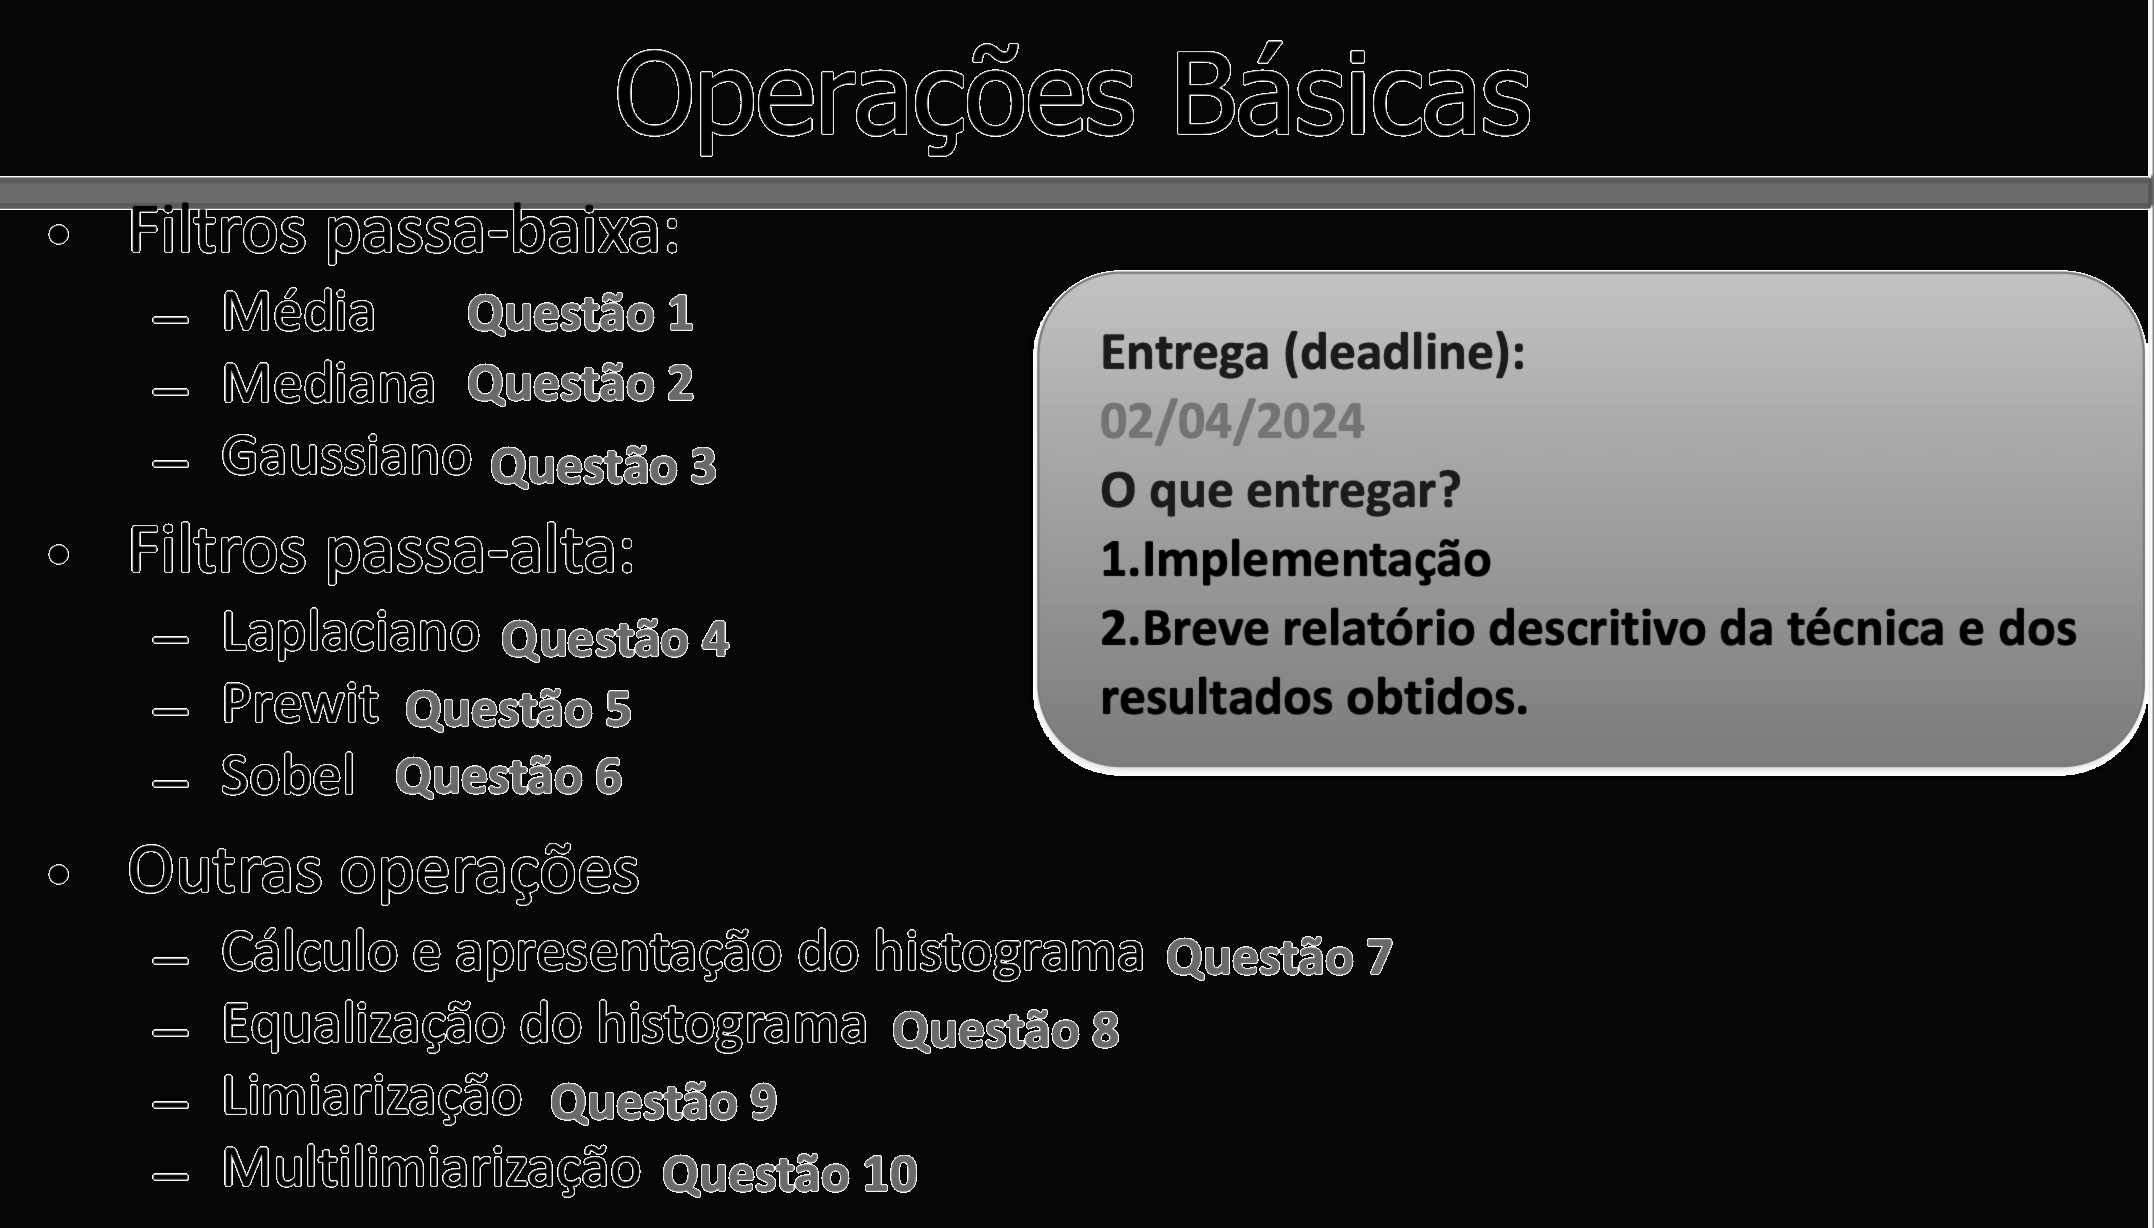 Operações Básicas
• Filtros passa-baixa:
– Média Questão 1
– Mediana Questão 2
– Gaussiano Questão 3
• Filtros passa-alta:
– Laplaciano Questão 4
– Prewit Questão 5
– Sobel Questão 6
• Outras operações
– Cálculo e apresentação do histograma Questão 7
– Equalização do histograma Questão 8
– Limiarização Questão 9
– Multilimiarização Questão 10
Entrega (deadline):
02/04/2024
O que entregar?
1.Implementação
2.Breve relatório descritivo da técnica e dos
resultados obtidos.